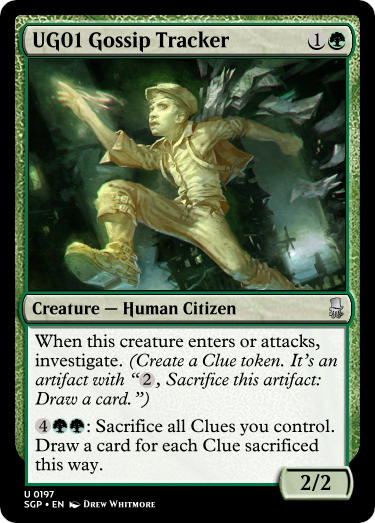 UG01 Gossip Tracker 1
Creature — Human Citizen
When this creature enters or attacks,
investigate. (Create a Clue token. It's an
artifact with “2, Sacrifice this artifact:
Draw a card.”)
4: Sacrifice all Clues you control.
Draw a card for each Clue sacrificed
this way.
2/2
U 0197
SGP • EN Drew Whitmore